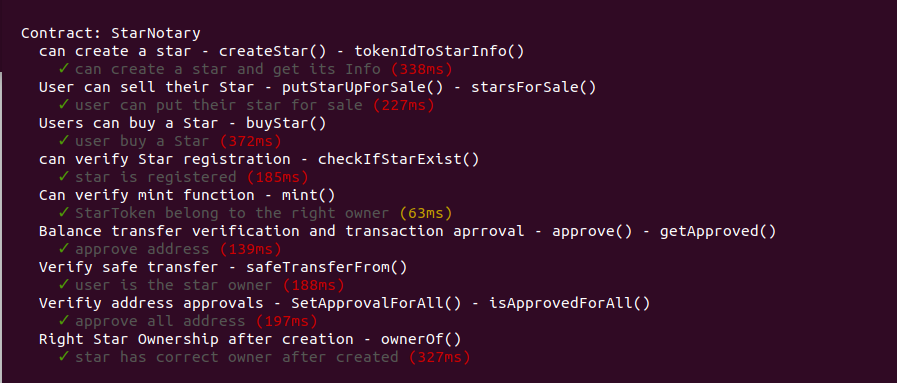 Contract: StarNotary
can create a star - createStar() - tokenIdToStarInfo()
✓ can create a star and get its Info (338ms)
User can sell their Star - putStarUpForSale() - starsForSale()
✓ user can put their star for sale (227ms)
Users can buy a Star - buyStar()
✓ user buy a Star (372ms)
can verify Star registration - checkIfStarExist()
✓ star is registered (185ms)
Can verify mint function - mint()
✓ StarToken belong to the right owner (63ms)
Balance transfer verification and transaction aprroval - approve() - getApproved()
✓ approve address (139ms)
Verify safe transfer - safeTransferFrom()
✓ user is the star owner (188ms)
Verifiy address approvals - SetApprovalForAll() - isApprovedForAll()
✓ approve all address (197ms)
Right Star Ownership after creation - ownerOf()
✓ star has correct owner after created (327ms)